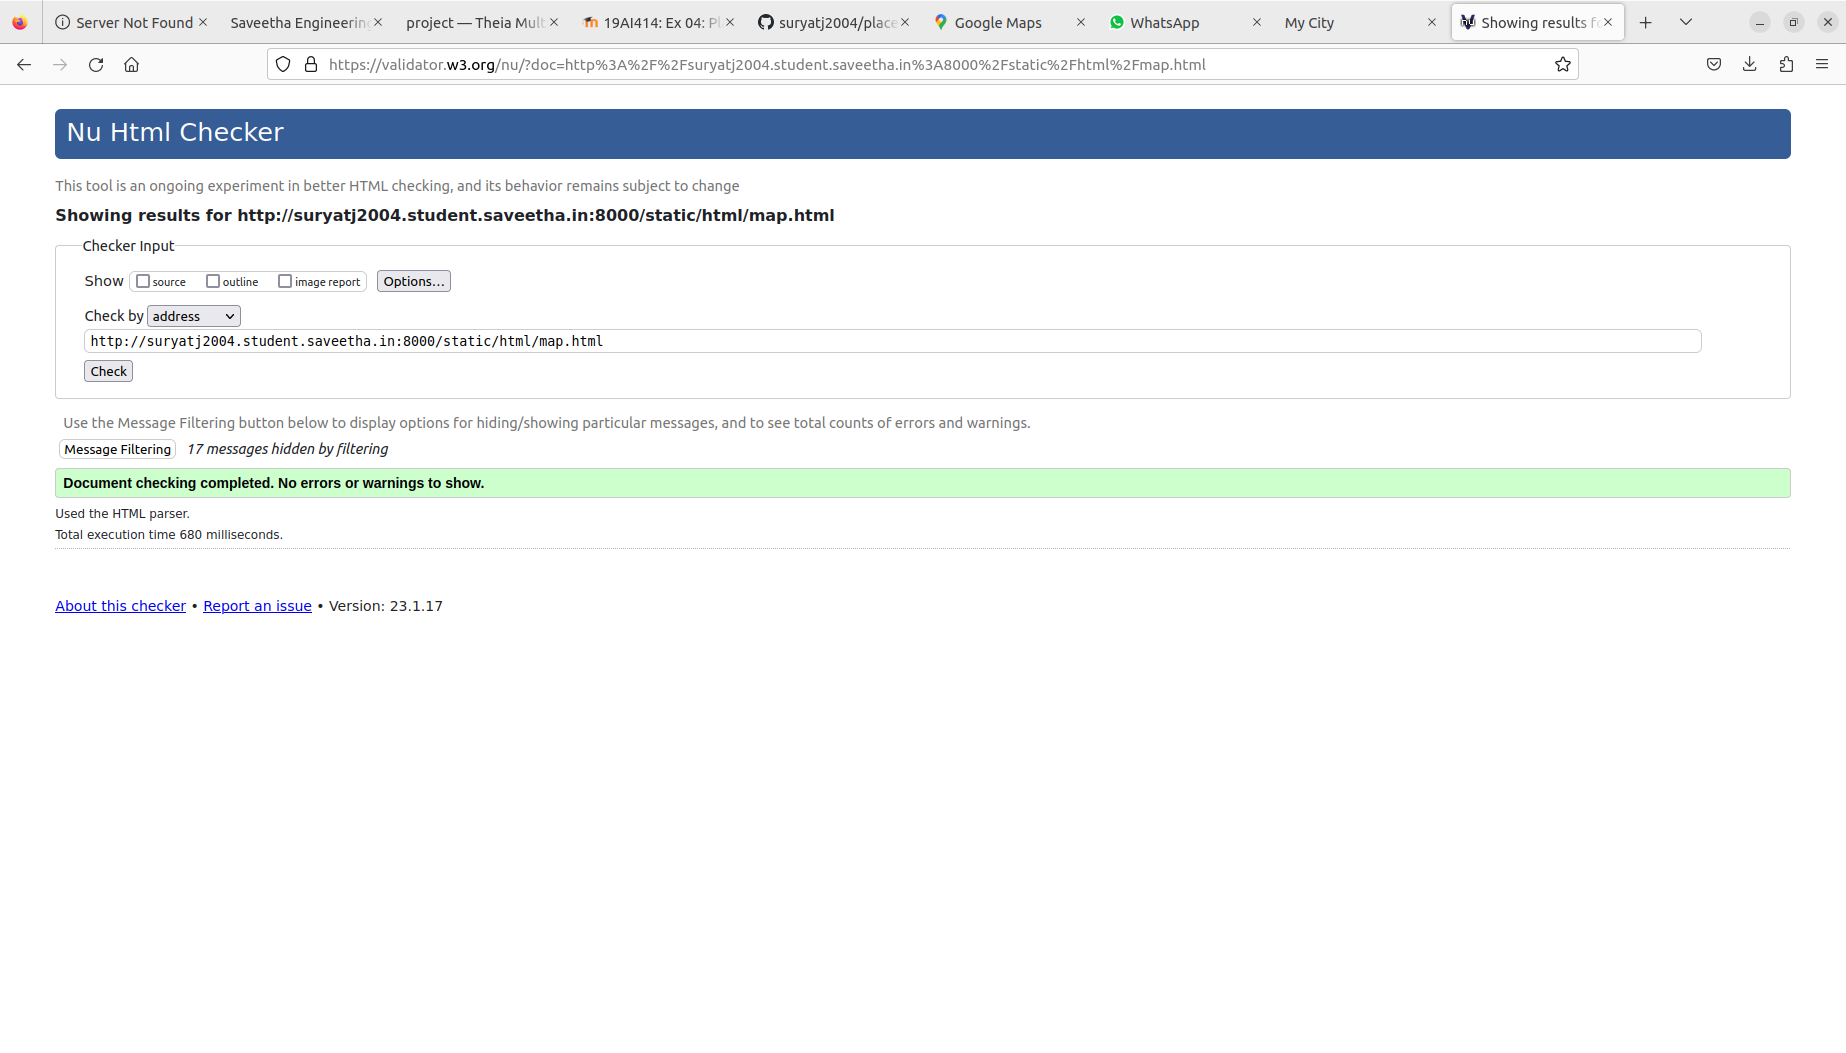 Server Not Found
Saveetha Engineering
project — Theia Mult
19AI414: Ex 04: Pl
suryatj2004/place
Google Maps
WhatsApp
My City
Showing results fo
https://validator.w3.org/nu/?doc=http%3A%2F%2Fsuryatj2004.student.saveetha.in%3A8000%2Fstatic%2Fhtml%2Fmap.html
Nu Html Checker
This tool is an ongoing experiment in better HTML checking, and its behavior remains subject to change
Showing results for http://suryatj2004.student.saveetha.in:8000/static/html/map.html
Checker Input
Show source outline image report Options...
Check by address
http://suryatj2004.student.saveetha.in:8000/static/html/map.html
Check
Use the Message Filtering button below to display options for hiding/showing particular messages, and to see total counts of errors and warnings.
Message Filtering 17 messages hidden by filtering
Document checking completed. No errors or warnings to show.
Used the HTML parser.
Total execution time 680 milliseconds.
About this checker • Report an issue • Version: 23.1.17